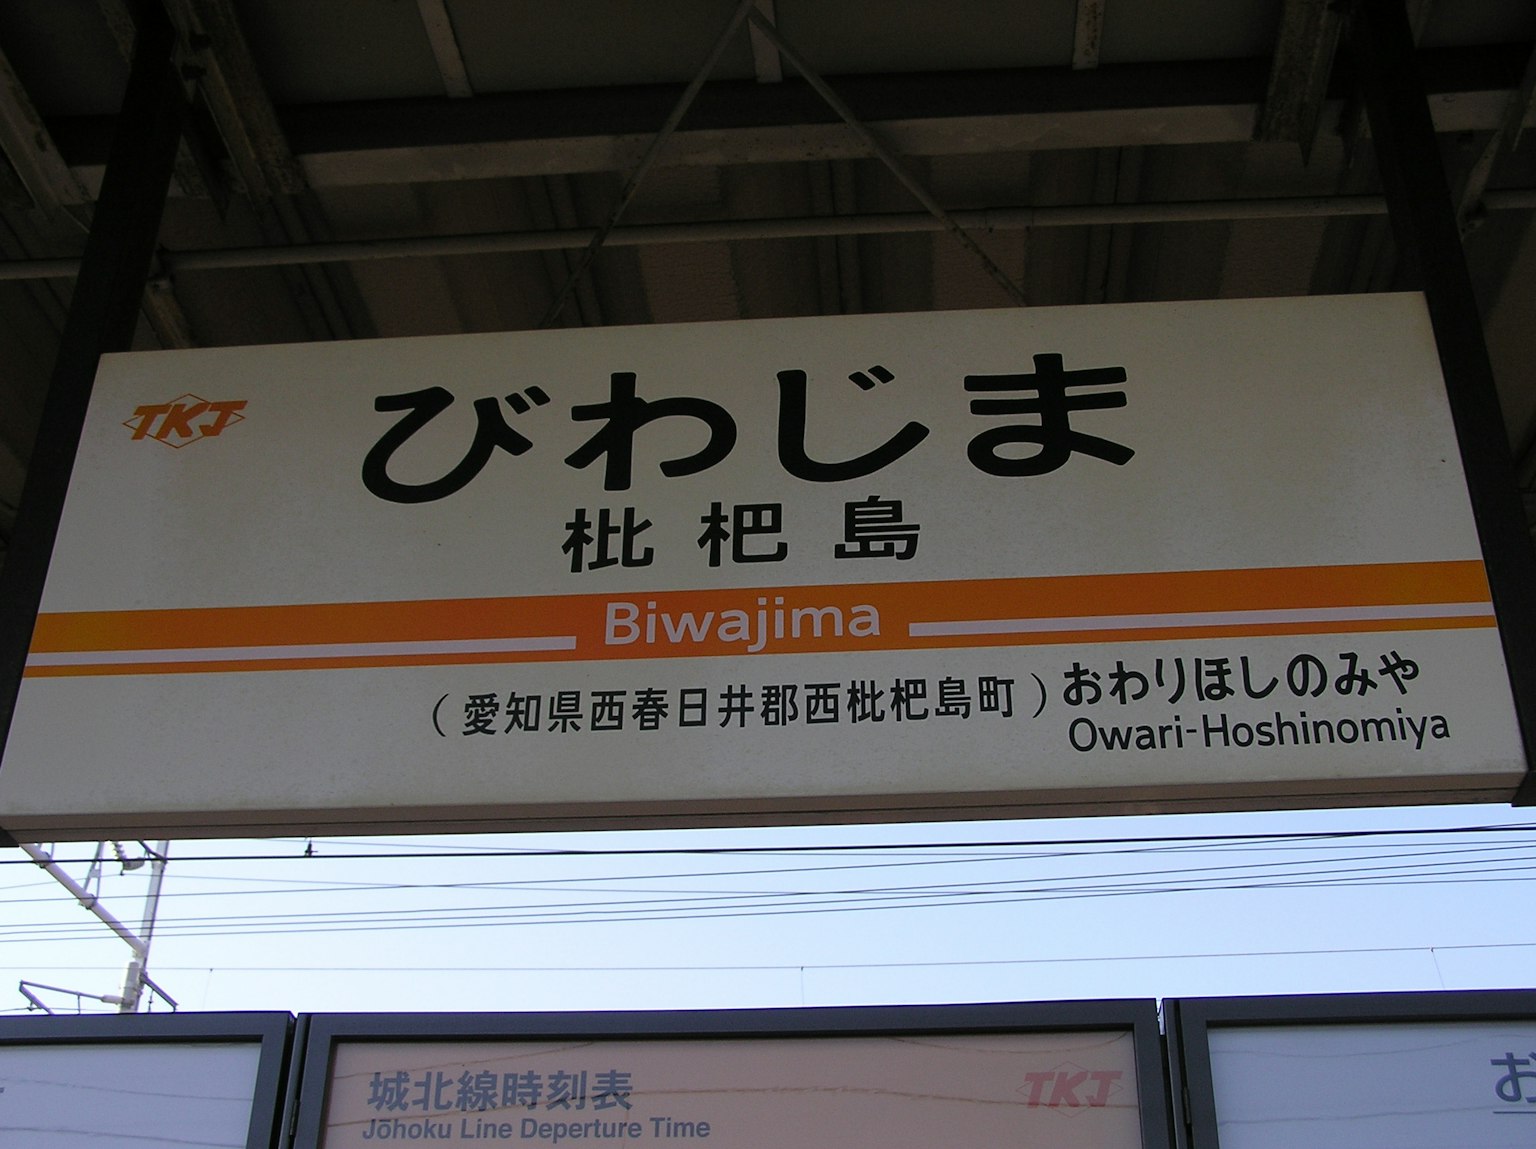 TKJ
びわじま
枇杷島
Biwajima
(愛知県西春日井郡西枇杷島町)
おわりほしのみや
Owari-Hoshinomiya
城北線時刻表
TKJ
Jōhoku Line Deperture Time
お